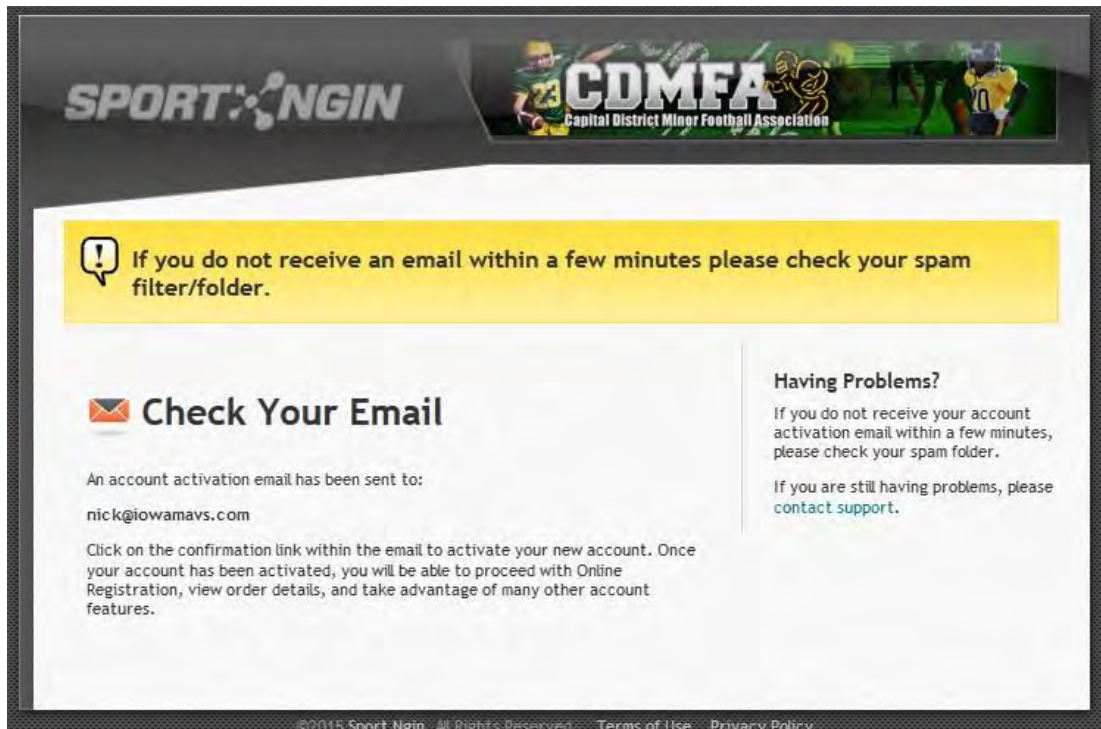 SPORT NGIN
CDMFA
Capital District Minor Football Association
23
20
If you do not receive an email within a few minutes please check your spam
filter/folder.
Check Your Email
An account activation email has been sent to:
nick@iowamavs.com
Click on the confirmation link within the email to activate your new account. Once
your account has been activated, you will be able to proceed with Online
Registration, view order details, and take advantage of many other account
features.
Having Problems?
If you do not receive your account
activation email within a few minutes,
please check your spam folder.
If you are still having problems, please
contact support.
©2015 Sport Ngin All Rights Reserved Terms of Use Privacy Policy